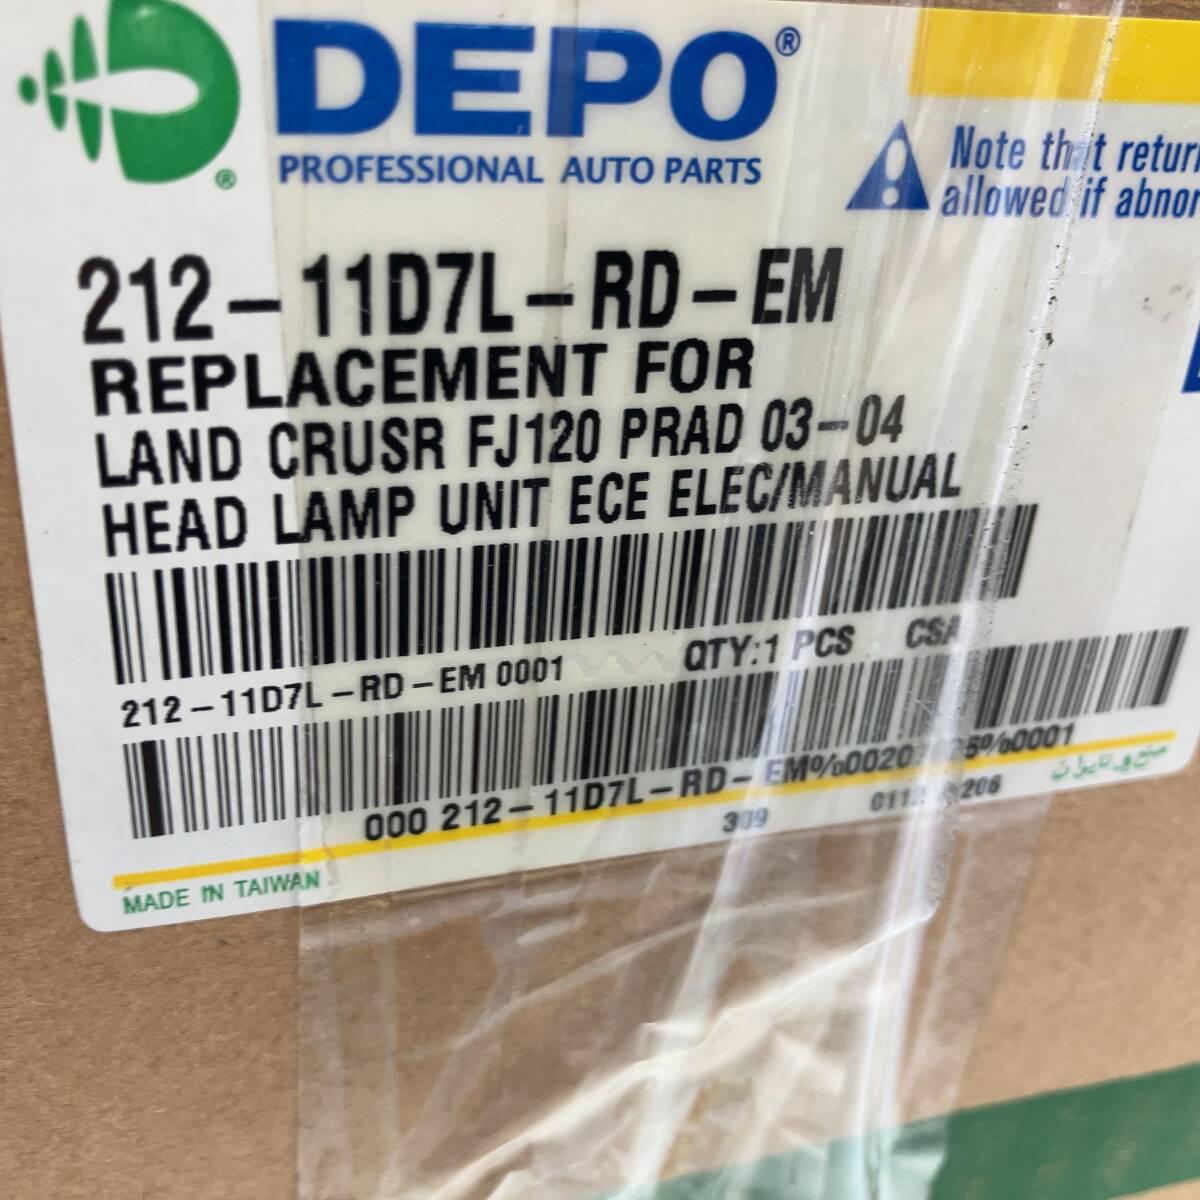 DEPO®
PROFESSIONAL AUTO PARTS
®
Note that
allowed if
212-11D7L-RD-EM
REPLACEMENT FOR
LAND CRUSR FJ120 PRAD 03-04
HEAD LAMP UNIT ECE ELEC/MANUAL
212-11D7L-RD-EM 0001 QTY:1 PCS CSA
000 212-11D7L-RD-EM%
309
MADE IN TAIWAN